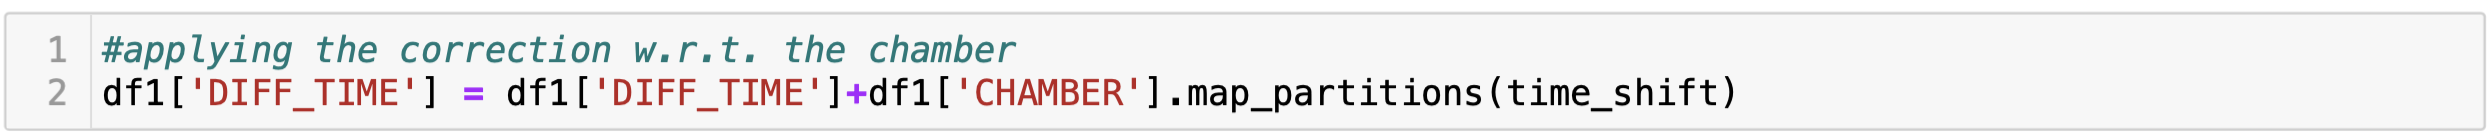 1 #applying the correction w.r.t. the chamber
2 df1['DIFF_TIME'] = df1['DIFF_TIME']+df1['CHAMBER'].map_partitions(time_shift)